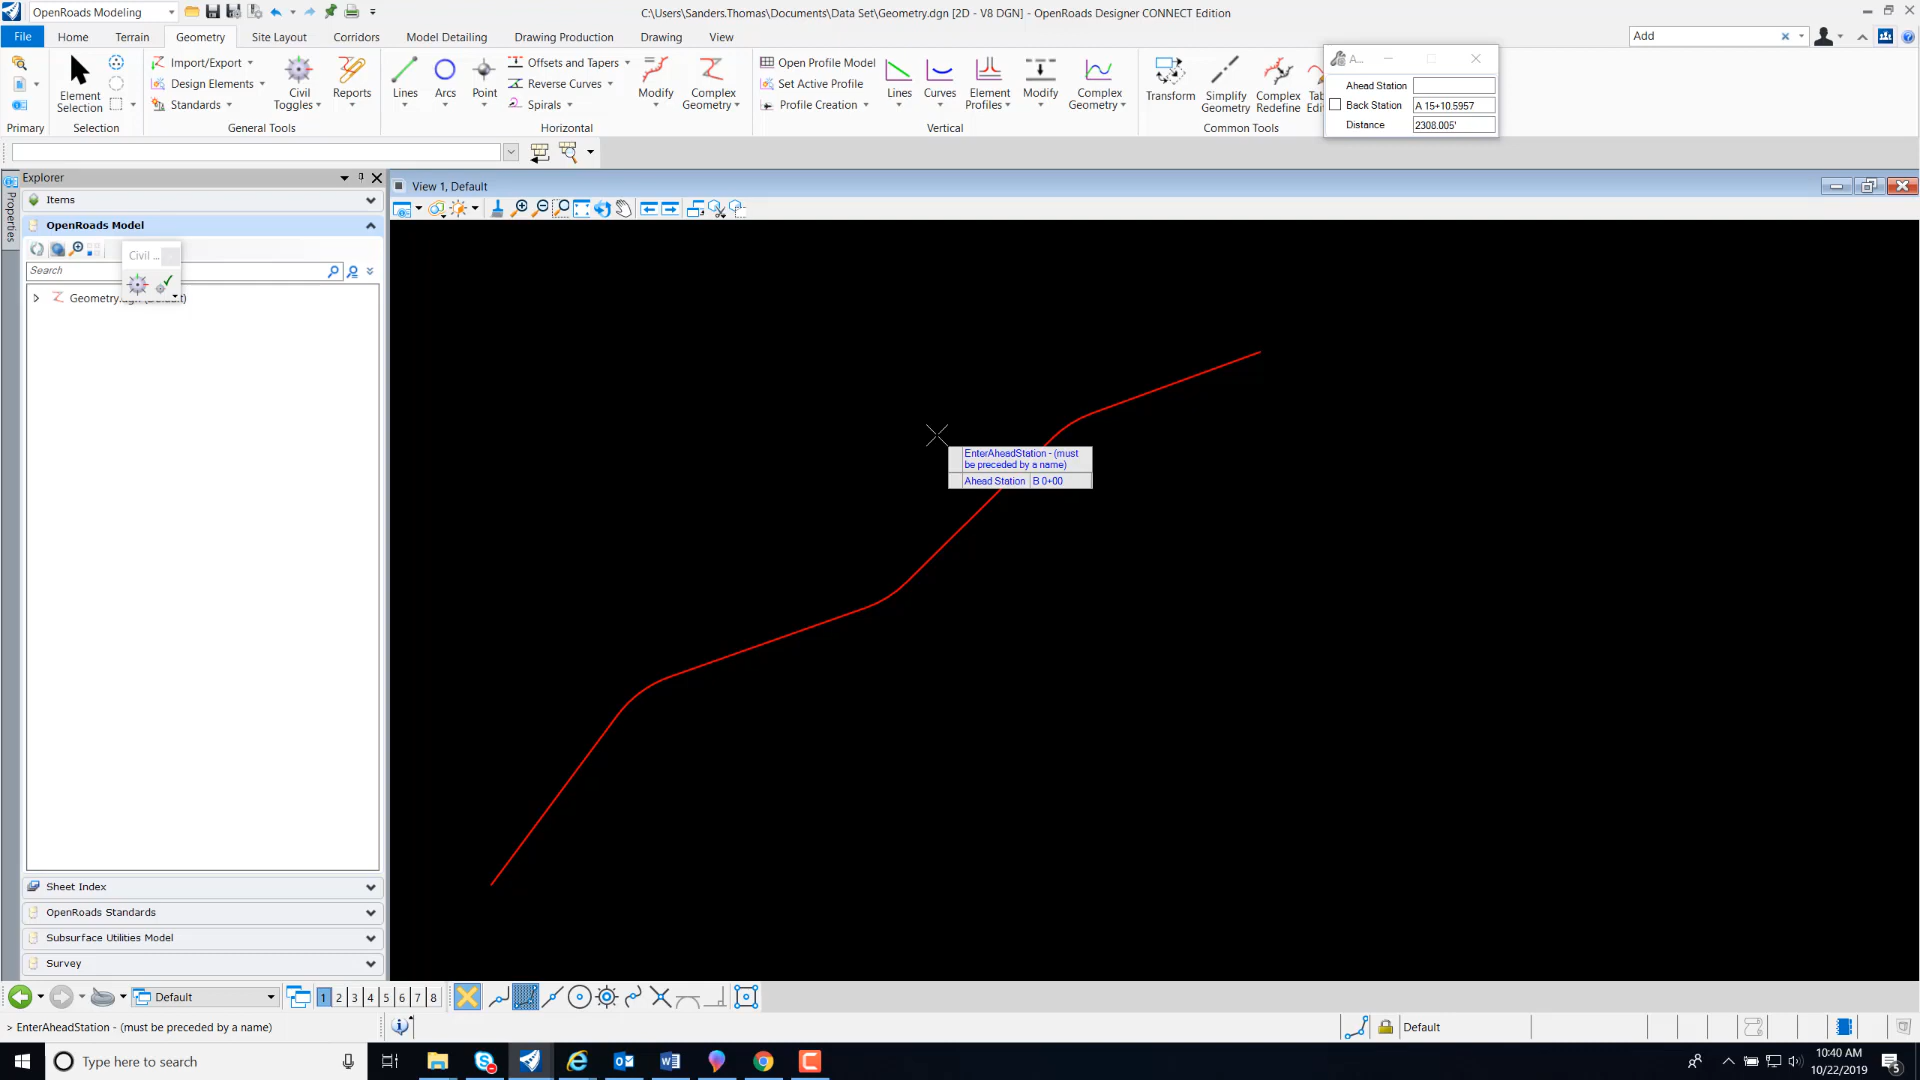 OpenRoads Modeling
C:\Users\Sanders.Thomas\Documents\Data Set\Geometry.dgn [2D - V8 DGN] - OpenRoads Designer CONNECT Edition
File Home Terrain Geometry Site Layout Corridors Model Detailing Drawing Production Drawing View
Add
Element Selection
Primary
Selection
Import/Export
Design Elements
Standards
Civil Toggles
Reports
General Tools
Lines
Arcs
Point
Offsets and Tapers
Reverse Curves
Spirals
Modify
Complex Geometry
Horizontal
Open Profile Model
Set Active Profile
Profile Creation
Lines
Curves
Element Profiles
Modify
Complex Geometry
Vertical
Transform
Simplify Geometry
Complex Redefine
Common Tools
A...
Ahead Station
Back Station A 15+10.5957
Distance 2308.005'
Properties
Explorer
Items
OpenRoads Model
Civil ...
Search
Sheet Index
OpenRoads Standards
Subsurface Utilities Model
Survey
View 1, Default
EnterAheadStation - (must
be preceded by a name)
Ahead Station B 0+00
Default
1 2 3 4 5 6 7 8
> EnterAheadStation - (must be preceded by a name)
Default
Type here to search
10:40 AM
10/22/2019
5